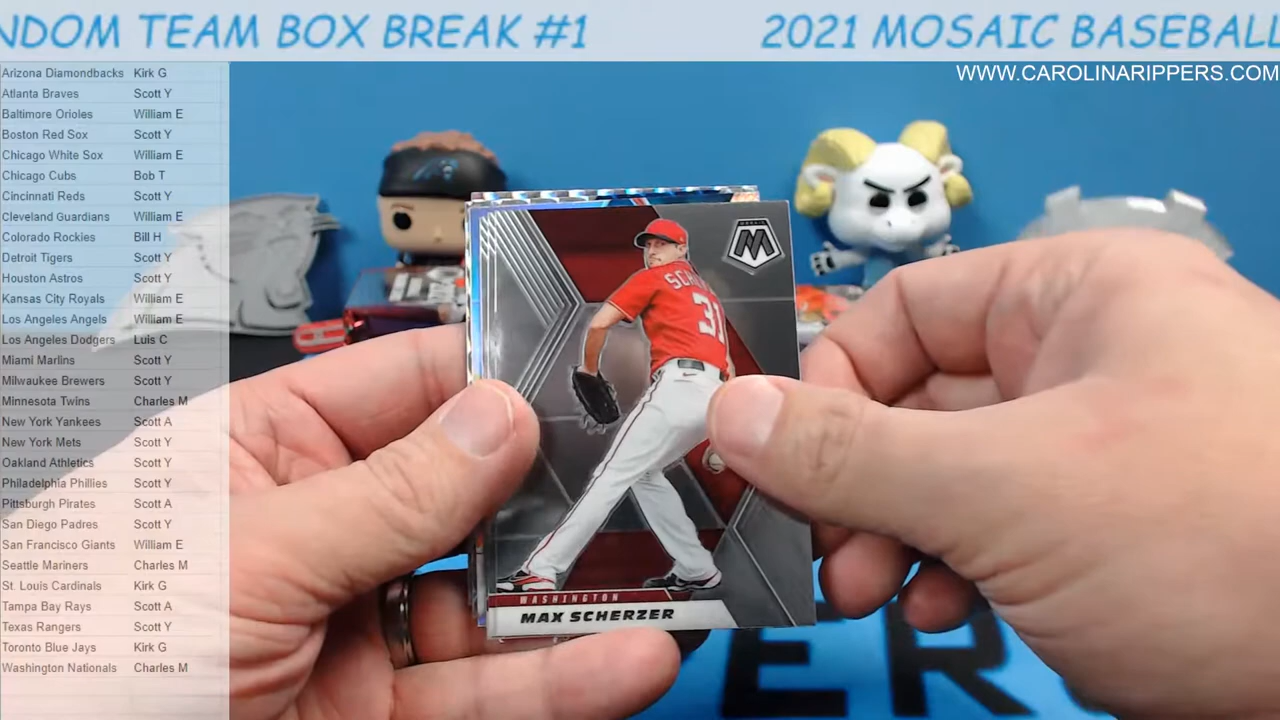 NDOM TEAM BOX BREAK #1 2021 MOSAIC BASEBALL
WWW.CAROLINARIPPERS.COM
Arizona Diamondbacks Kirk G
Atlanta Braves Scott Y
Baltimore Orioles William E
Boston Red Sox Scott Y
Chicago White Sox William E
Chicago Cubs Bob T
Cincinnati Reds Scott Y
Cleveland Guardians William E
Colorado Rockies Bill H
Detroit Tigers Scott Y
Houston Astros Scott Y
Kansas City Royals William E
Los Angeles Angels William E
Los Angeles Dodgers Luis C
Miami Marlins Scott Y
Milwaukee Brewers Scott Y
Minnesota Twins Charles M
New York Yankees Scott A
New York Mets Scott Y
Oakland Athletics Scott Y
Philadelphia Phillies Scott Y
Pittsburgh Pirates Scott A
San Diego Padres Scott Y
San Francisco Giants William E
Seattle Mariners Charles M
St. Louis Cardinals Kirk G
Tampa Bay Rays Scott A
Texas Rangers Scott Y
Toronto Blue Jays Kirk G
Washington Nationals Charles M
MOSAIC
M
31
WASHINGTON
MAX SCHERZER
PER